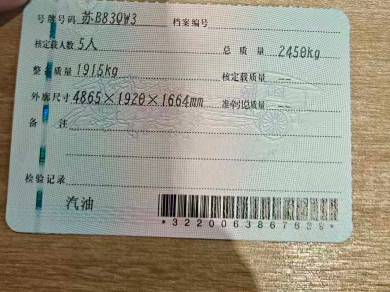 号牌号码 苏B830W3 档案编号
核定载人数 5人 总质量 2450kg
整备质量 1915kg 核定载质量 --
外廓尺寸 4865×1920×1664mm 准牵引总质量 --
备注
检验记录
汽油
*3220063867639*